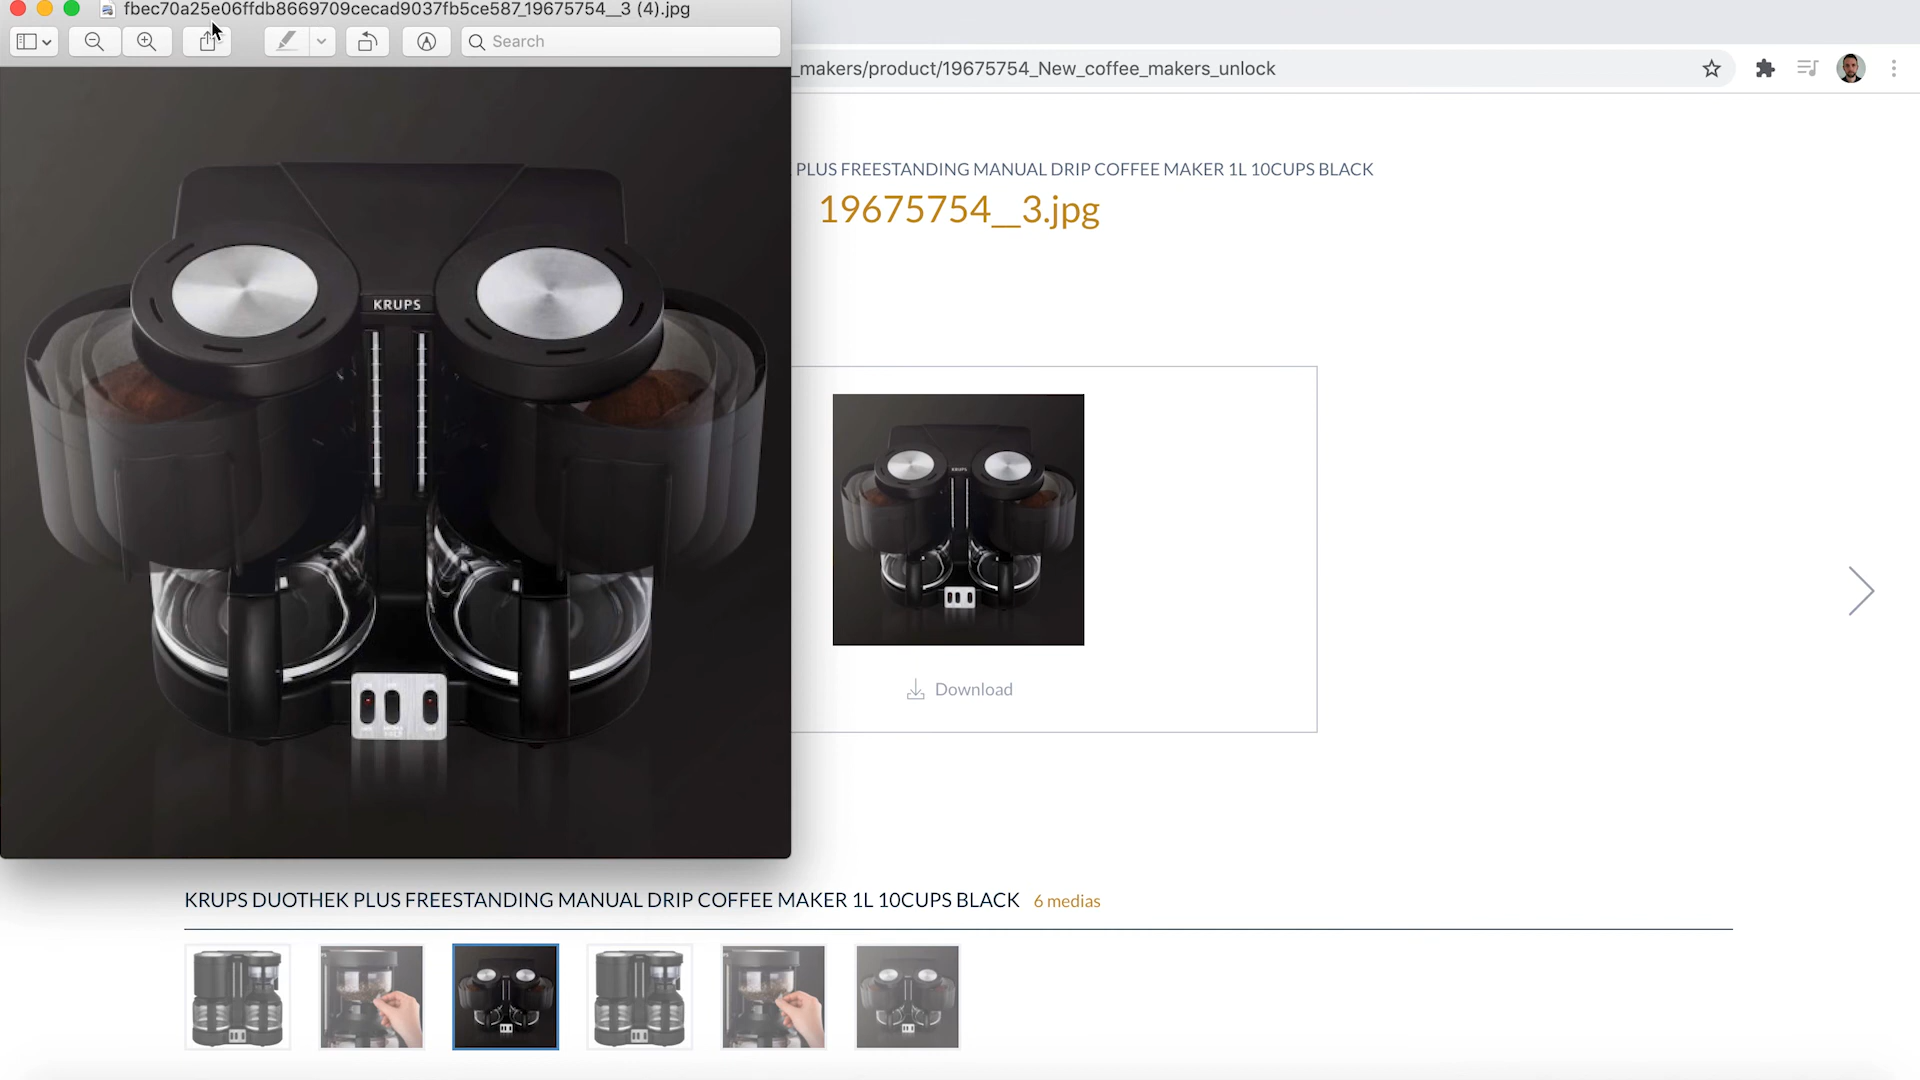 fbec70a25e06ffdb8669709cecad9037fb5ce587_19675754__3 (4).jpg
Search
_makers/product/19675754_New_coffee_makers_unlock
PLUS FREESTANDING MANUAL DRIP COFFEE MAKER 1L 10CUPS BLACK
19675754__3.jpg
KRUPS
KRUPS
Download
KRUPS DUOTHEK PLUS FREESTANDING MANUAL DRIP COFFEE MAKER 1L 10CUPS BLACK 6 medias